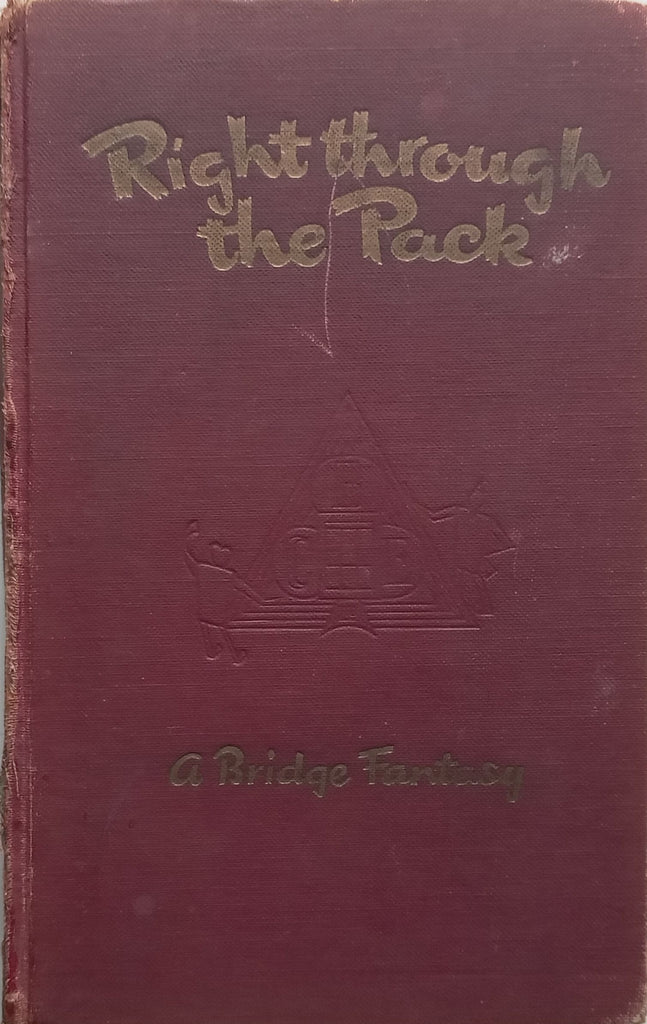 Right through
the Pack
A Bridge Fantasy